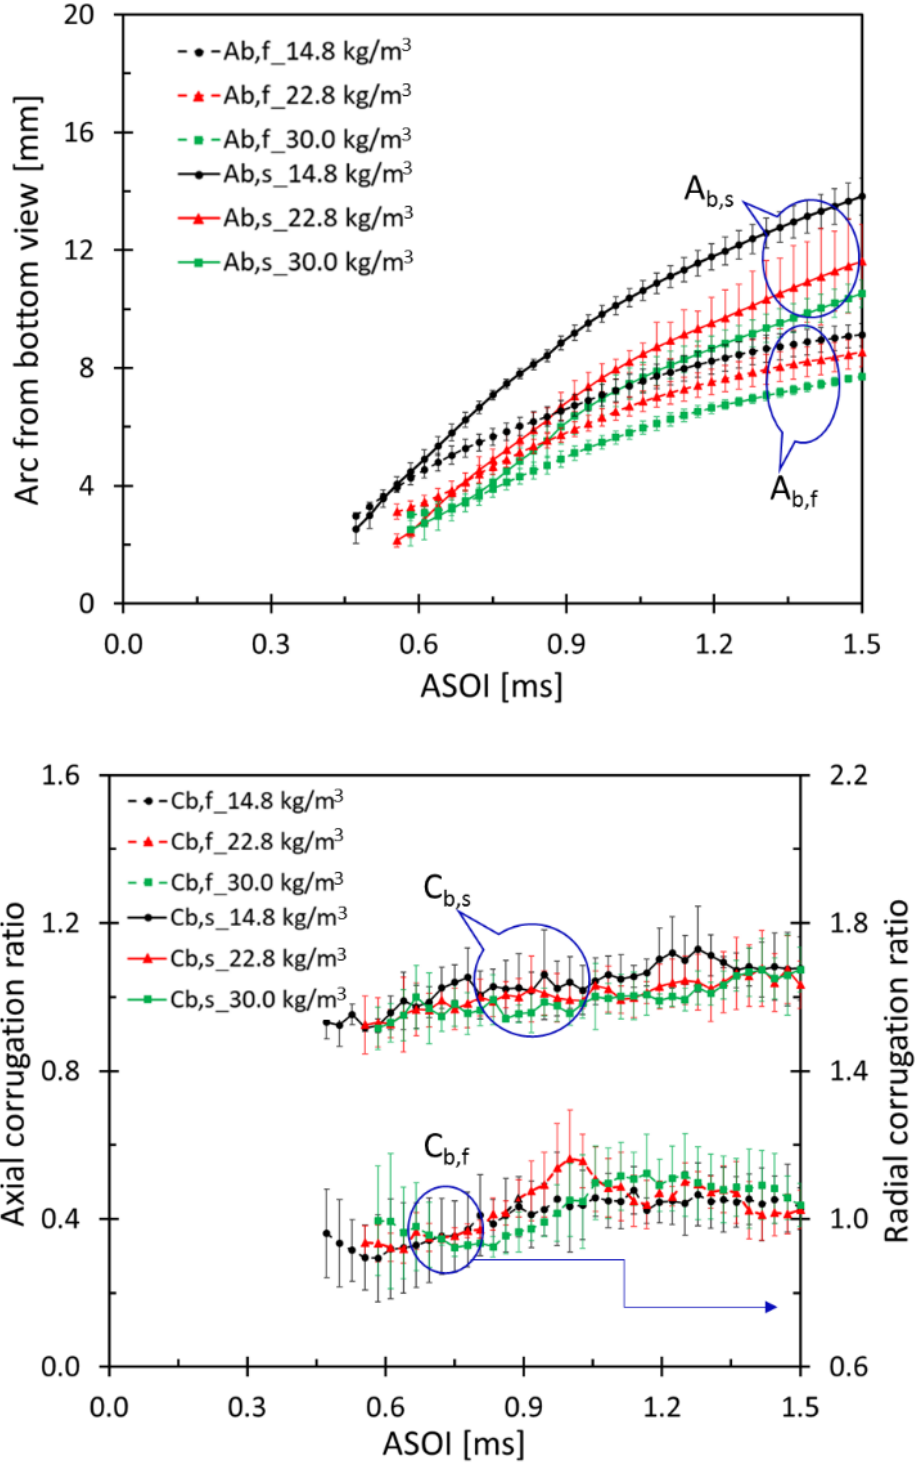 20
16
12
8
4
0
Arc from bottom view [mm]
Ab,f_14.8 kg/m³
Ab,f_22.8 kg/m³
Ab,f_30.0 kg/m³
Ab,s_14.8 kg/m³
Ab,s_22.8 kg/m³
Ab,s_30.0 kg/m³
A_b,s
A_b,f
0.0 0.3 0.6 0.9 1.2 1.5
ASOI [ms]
1.6
1.2
0.8
0.4
0.0
Axial corrugation ratio
Cb,f_14.8 kg/m³
Cb,f_22.8 kg/m³
Cb,f_30.0 kg/m³
Cb,s_14.8 kg/m³
Cb,s_22.8 kg/m³
Cb,s_30.0 kg/m³
C_b,s
C_b,f
2.2
1.8
1.4
1.0
0.6
Radial corrugation ratio
0.0 0.3 0.6 0.9 1.2 1.5
ASOI [ms]